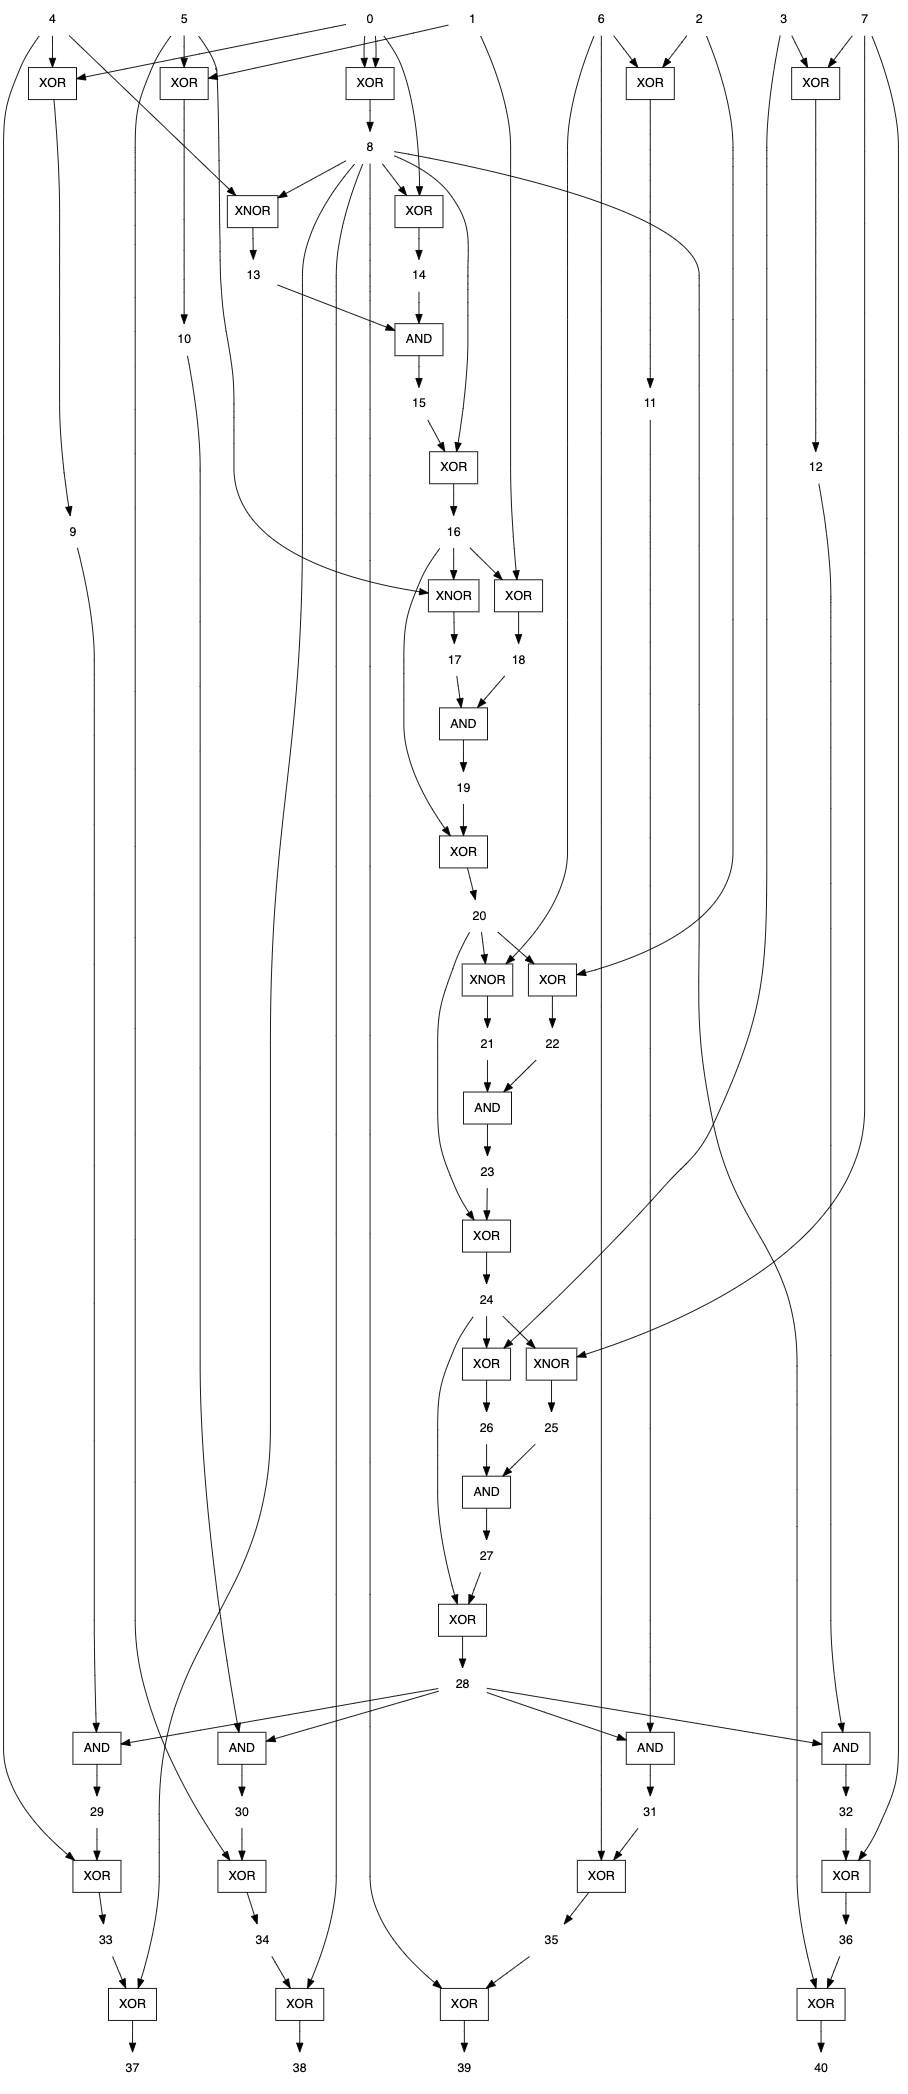 4 5 0 1 6 2 3 7
XOR XOR XOR XOR XOR
8
XNOR XOR
13 14
10 AND
15 11
XOR 12
9 16
XNOR XOR
17 18
AND
19
XOR
20
XNOR XOR
21 22
AND
23
XOR
24
XOR XNOR
26 25
AND
27
XOR
28
AND AND AND AND
29 30 31 32
XOR XOR XOR XOR
33 34 35 36
XOR XOR XOR XOR
37 38 39 40